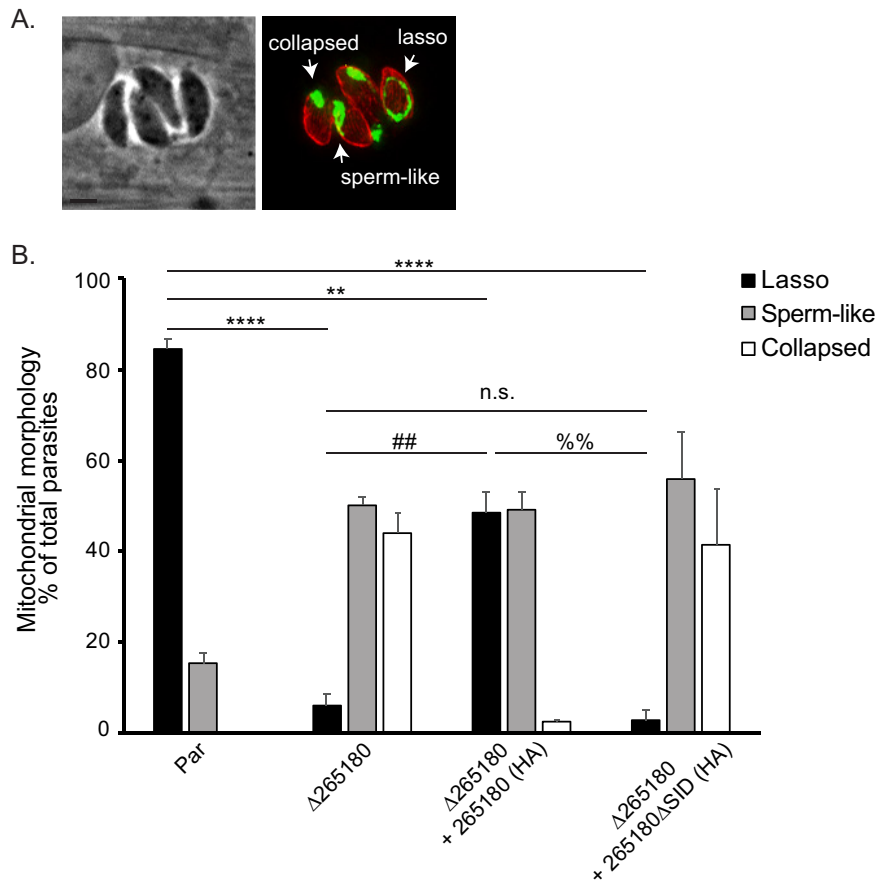 A.
collapsed
lasso
sperm-like
B.
Mitochondrial morphology
% of total parasites
100
80
60
40
20
0
****
**
****
n.s.
##
%%
Lasso
Sperm-like
Collapsed
Par
Δ265180
Δ265180
+ 265180 (HA)
Δ265180
+ 265180ΔSID (HA)